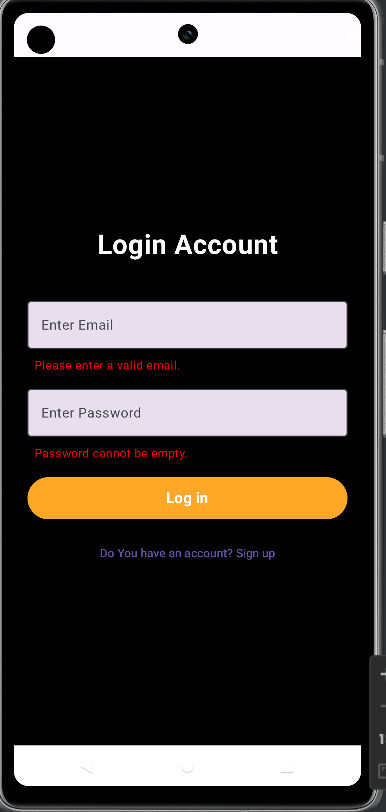 Login Account
Enter Email
Please enter a valid email.
Enter Password
Password cannot be empty.
Log in
Do You have an account? Sign up